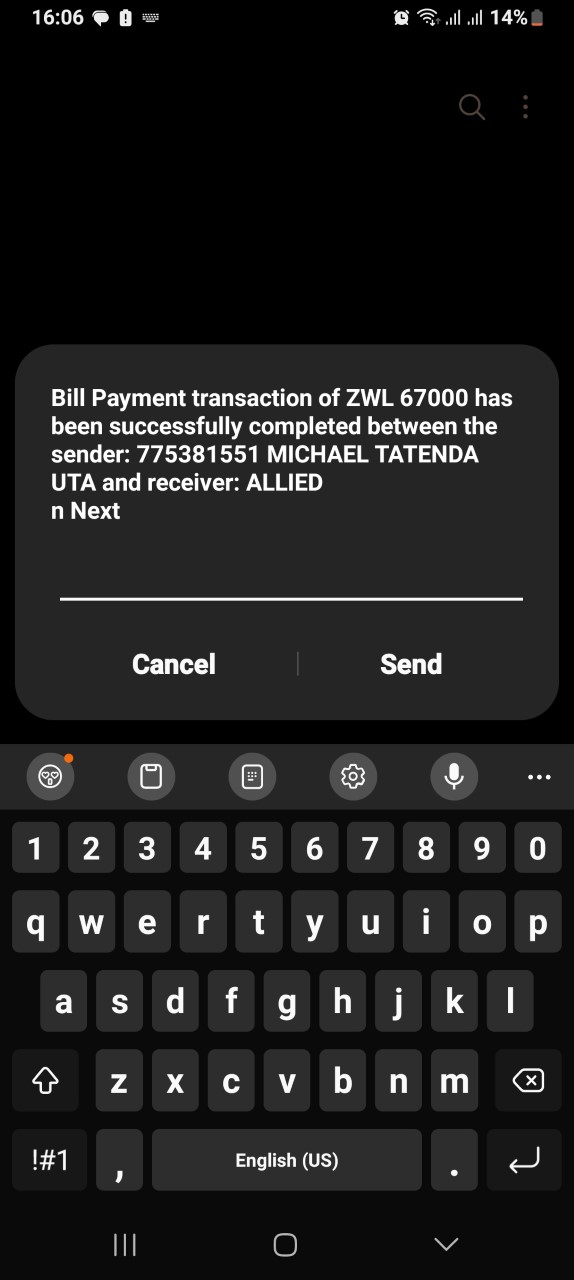 16:06 14%
Bill Payment transaction of ZWL 67000 has
been successfully completed between the
sender: 775381551 MICHAEL TATENDA
UTA and receiver: ALLIED
n Next
Cancel Send
1 2 3 4 5 6 7 8 9 0
q w e r t y u i o p
a s d f g h j k l
z x c v b n m
!#1 , English (US) .